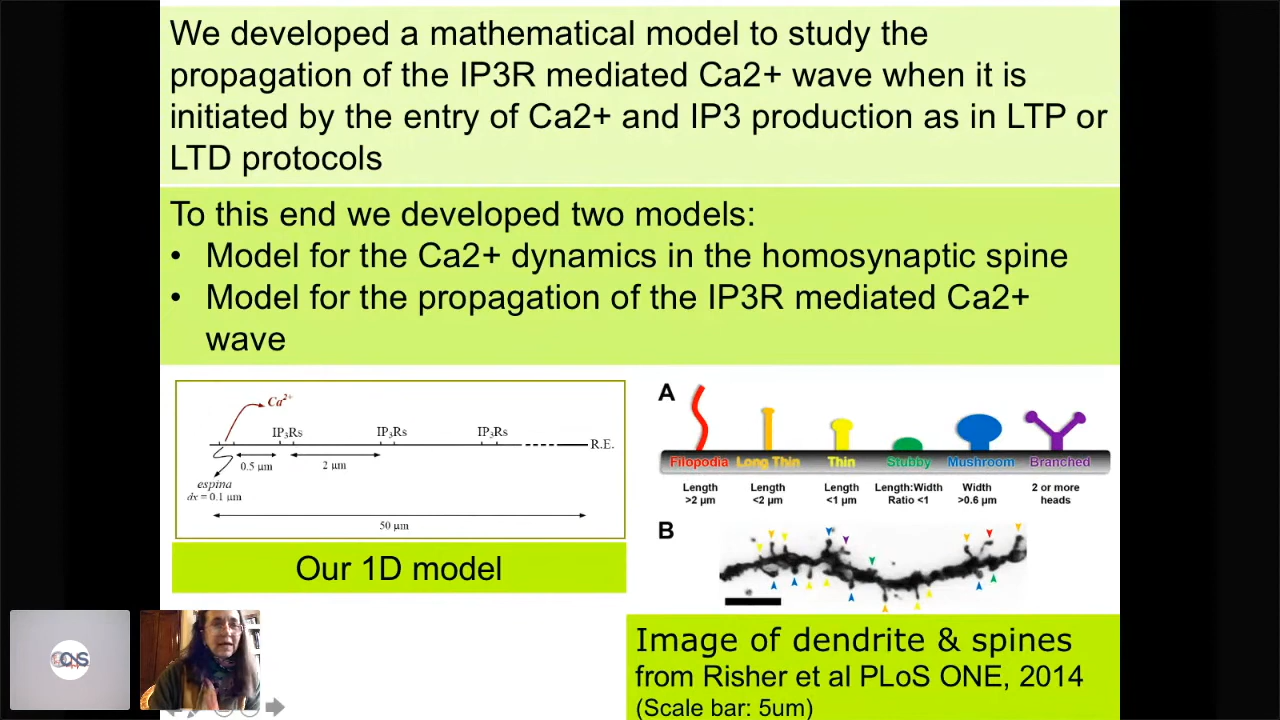 We developed a mathematical model to study the
propagation of the IP3R mediated Ca2+ wave when it is
initiated by the entry of Ca2+ and IP3 production as in LTP or
LTD protocols
To this end we developed two models:
• Model for the Ca2+ dynamics in the homosynaptic spine
• Model for the propagation of the IP3R mediated Ca2+
wave
Ca²⁺
IP₃Rs IP₃Rs IP₃Rs
R.E.
0.5 µm 2 µm
espina
dx = 0.1 µm
50 µm
Our 1D model
A
Filopodia Long Thin Thin Stubby Mushroom Branched
Length Length Length Length:Width Width 2 or more
>2 µm <2 µm <1 µm Ratio <1 >0.6 µm heads
B
Image of dendrite & spines
from Risher et al PLoS ONE, 2014
(Scale bar: 5um)